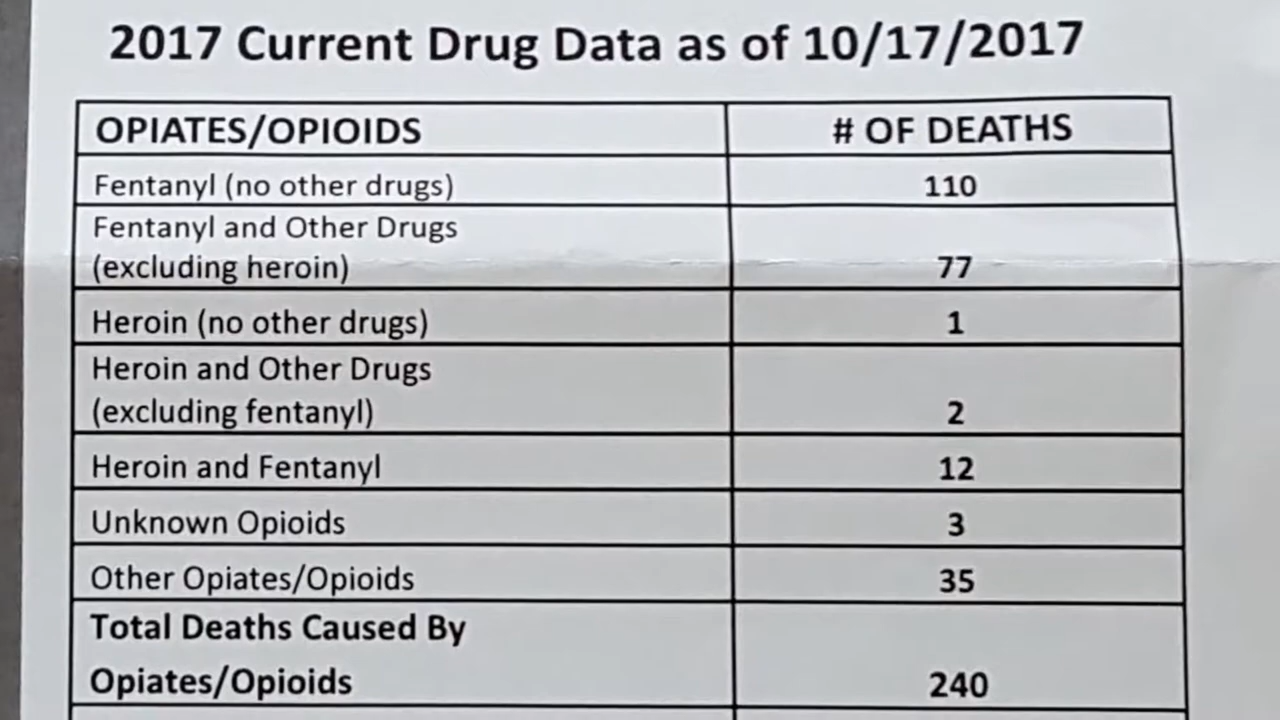 2017 Current Drug Data as of 10/17/2017
OPIATES/OPIOIDS # OF DEATHS
Fentanyl (no other drugs) 110
Fentanyl and Other Drugs
(excluding heroin) 77
Heroin (no other drugs) 1
Heroin and Other Drugs
(excluding fentanyl) 2
Heroin and Fentanyl 12
Unknown Opioids 3
Other Opiates/Opioids 35
Total Deaths Caused By
Opiates/Opioids 240